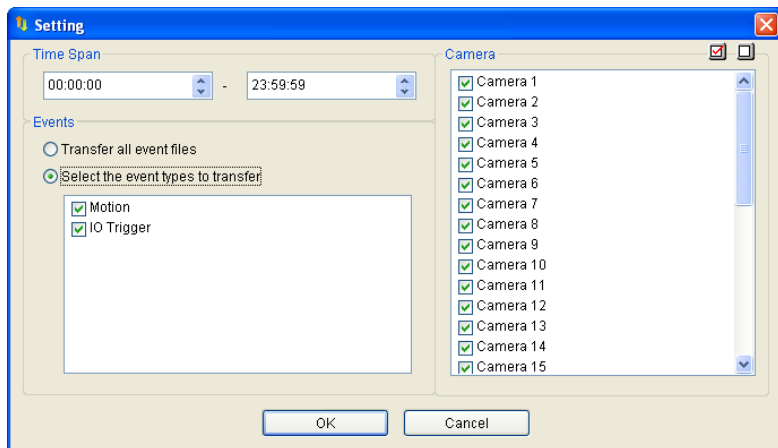 Setting
Time Span
00:00:00 - 23:59:59
Events
Transfer all event files
Select the event types to transfer
Motion
IO Trigger
Camera
Camera 1
Camera 2
Camera 3
Camera 4
Camera 5
Camera 6
Camera 7
Camera 8
Camera 9
Camera 10
Camera 11
Camera 12
Camera 13
Camera 14
Camera 15
OK
Cancel